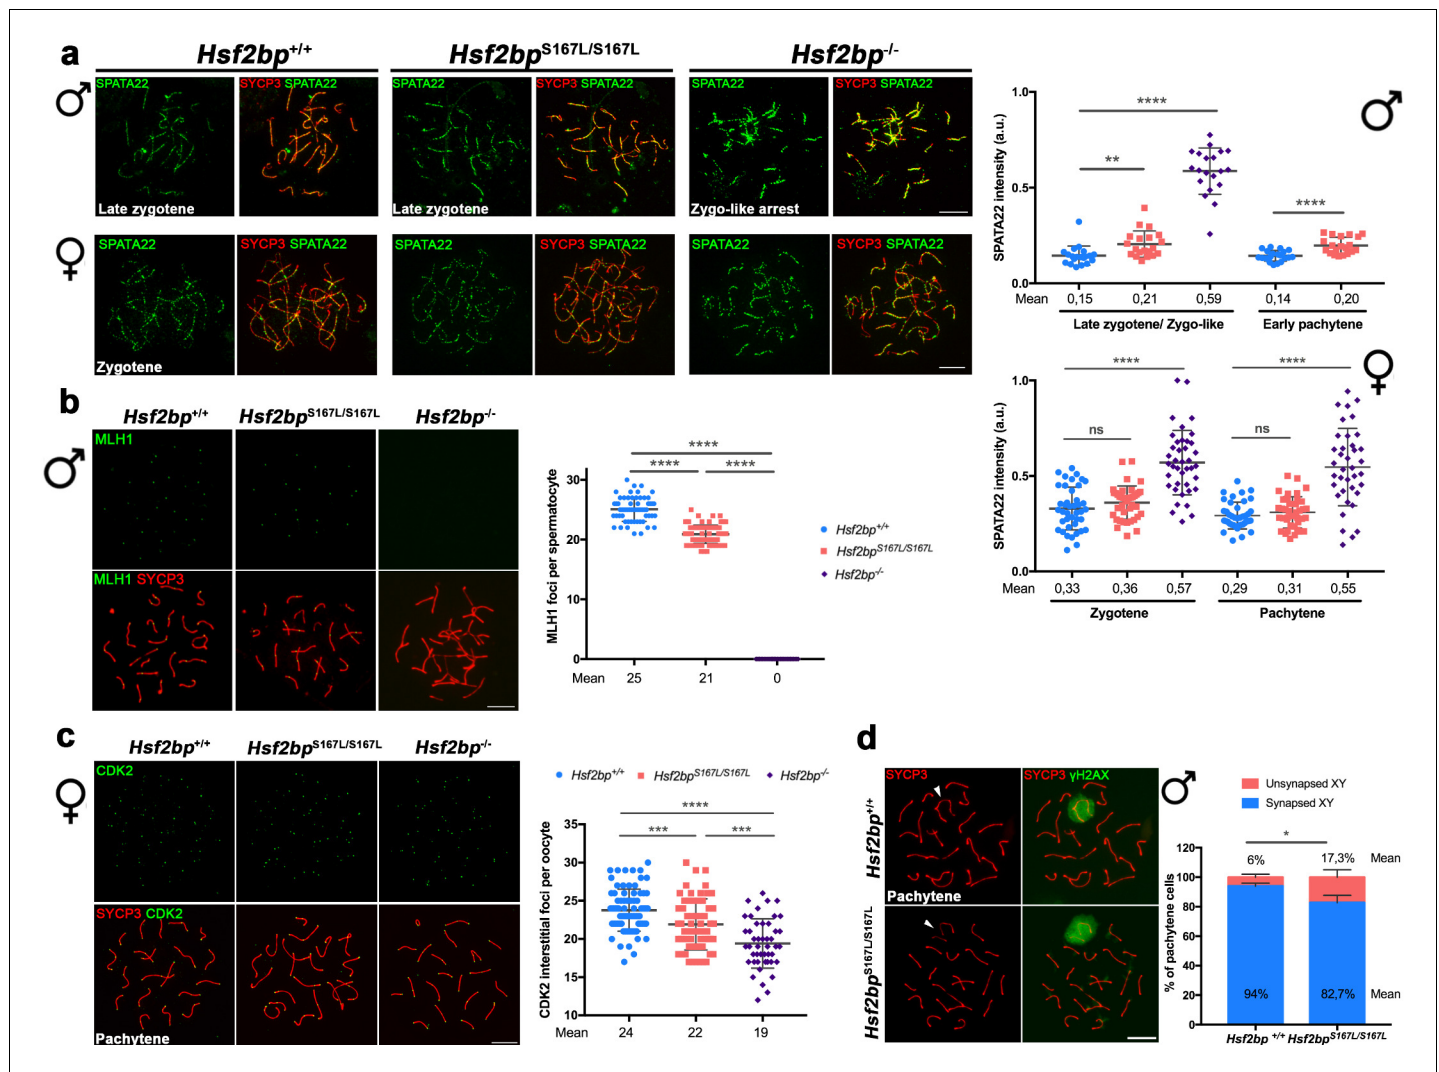 a
Hsf2bp+/+
Hsf2bpS167L/S167L
Hsf2bp-/-
♂
SPATA22
SYCP3 SPATA22
SPATA22
SYCP3 SPATA22
SPATA22
SYCP3 SPATA22
Late zygotene
Late zygotene
Zygo-like arrest
♀
SPATA22
SYCP3 SPATA22
SPATA22
SYCP3 SPATA22
SPATA22
SYCP3 SPATA22
Zygotene
♂
SPATA22 intensity (a.u.)
1.0
0.5
0.0
****
**
****
Mean 0,15 0,21 0,59 0,14 0,20
Late zygotene/ Zygo-like Early pachytene
♀
SPATA22 intensity (a.u.)
1.0
0.5
0.0
****
ns
****
ns
Mean 0,33 0,36 0,57 0,29 0,31 0,55
Zygotene Pachytene
b
♂
Hsf2bp+/+
Hsf2bpS167L/S167L
Hsf2bp-/-
MLH1
MLH1 SYCP3
MLH1 foci per spermatocyte
30
20
10
0
****
**** ****
Mean 25 21 0
Hsf2bp+/+
Hsf2bpS167L/S167L
Hsf2bp-/-
c
♀
Hsf2bp+/+
Hsf2bpS167L/S167L
Hsf2bp-/-
CDK2
SYCP3 CDK2
Pachytene
Hsf2bp+/+ Hsf2bpS167L/S167L Hsf2bp-/-
CDK2 interstitial foci per oocyte
35
30
25
20
15
10
****
*** ***
Mean 24 22 19
d
♂
Hsf2bp+/+
SYCP3
SYCP3 γH2AX
Pachytene
Hsf2bpS167L/S167L
Unsynapsed XY
Synapsed XY
*
% of pachytene cells
120
100
80
60
40
20
0
6% 17,3% Mean
94% 82,7% Mean
Hsf2bp +/+ Hsf2bpS167L/S167L